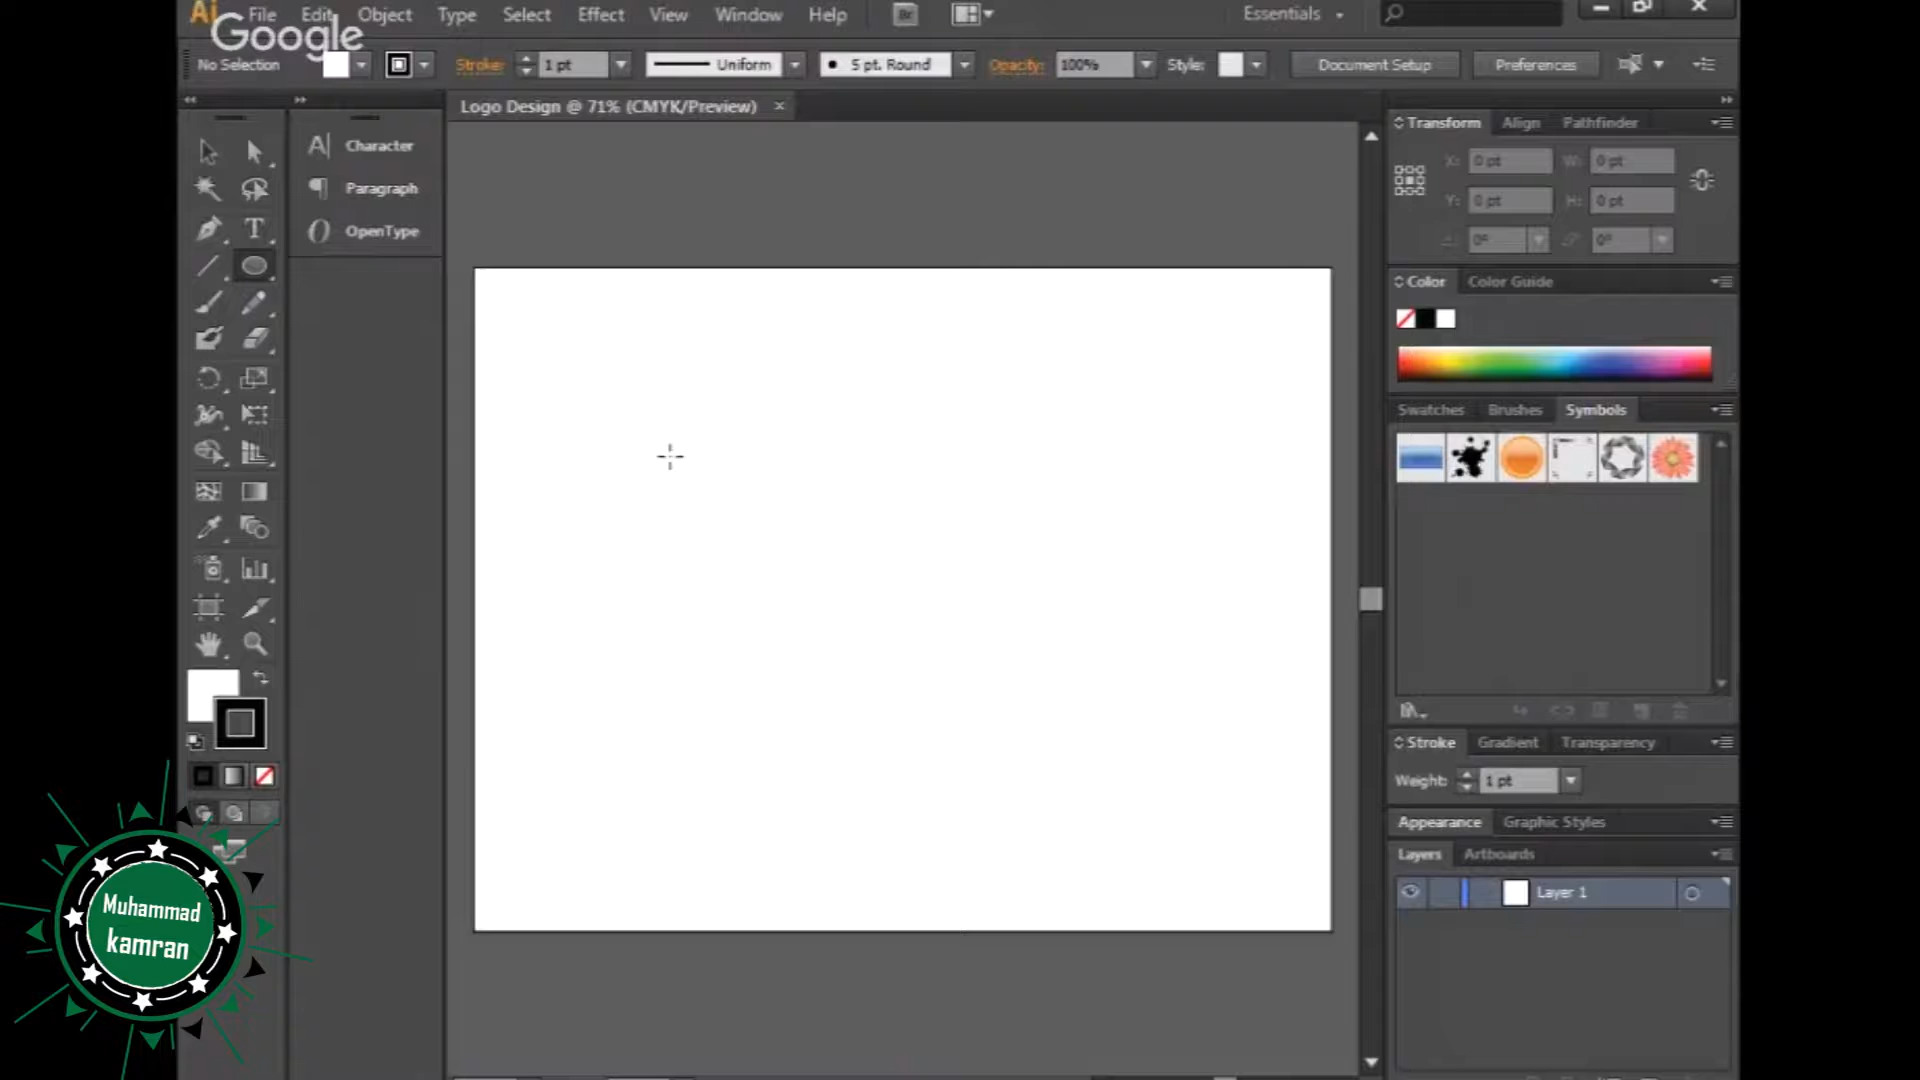 Ai File Edit Object Type Select Effect View Window Help Br Essentials
Google
No Selection Stroke: 1 pt Uniform 5 pt. Round Opacity: 100% Style: Document Setup Preferences
Logo Design @ 71% (CMYK/Preview)
Character
Paragraph
OpenType
Transform Align Pathfinder
X: 0 pt W: 0 pt
Y: 0 pt H: 0 pt
0° 0°
Color Color Guide
Swatches Brushes Symbols
Stroke Gradient Transparency
Weight: 1 pt
Appearance Graphic Styles
Layers Artboards
Layer 1
Muhammad
kamran